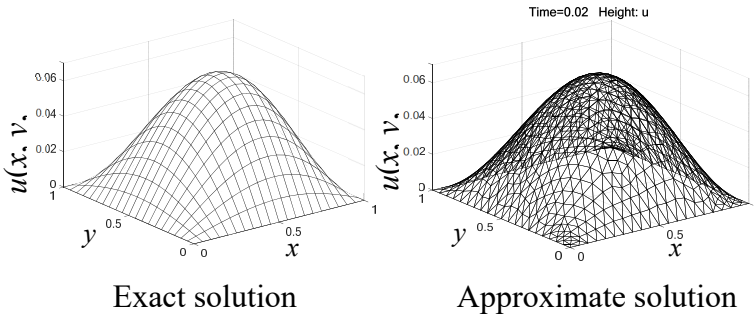 Time=0.02 Height: u
0.06
0.04
0.02
0
1
y
0.5
0
0
0.5
x
1
u(x, y,
0.06
0.04
0.02
0
1
y
0.5
0
0
0.5
x
u(x, y,
Exact solution
Approximate solution